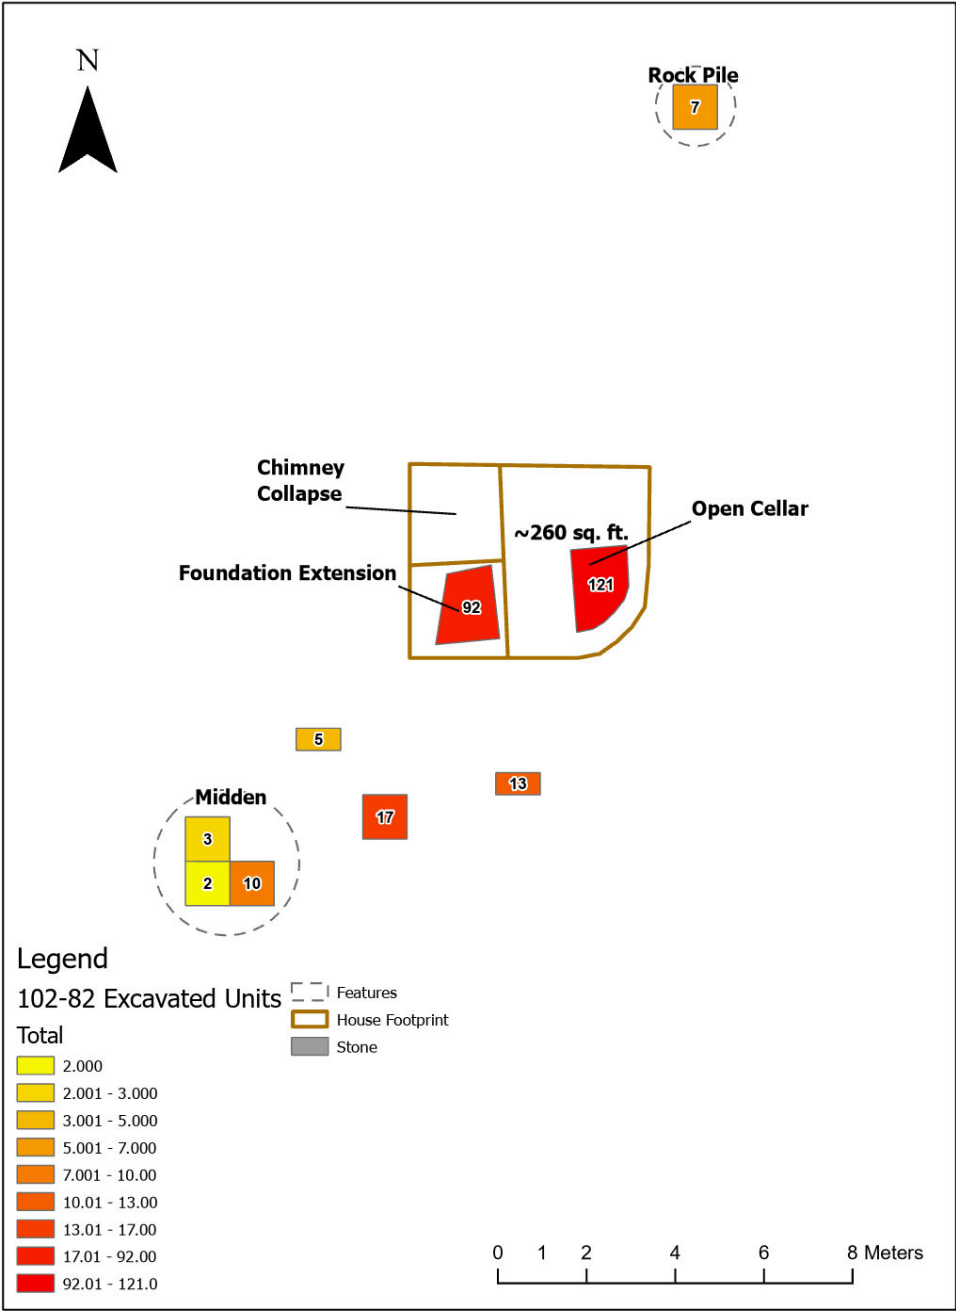 N
Rock Pile
7
Chimney
Collapse
Open Cellar
~260 sq. ft.
Foundation Extension
121
92
5
13
Midden
17
3
2
10
Legend
102-82 Excavated Units
Total
2.000
2.001 - 3.000
3.001 - 5.000
5.001 - 7.000
7.001 - 10.00
10.01 - 13.00
13.01 - 17.00
17.01 - 92.00
92.01 - 121.0
Features
House Footprint
Stone
0 1 2 4 6 8 Meters